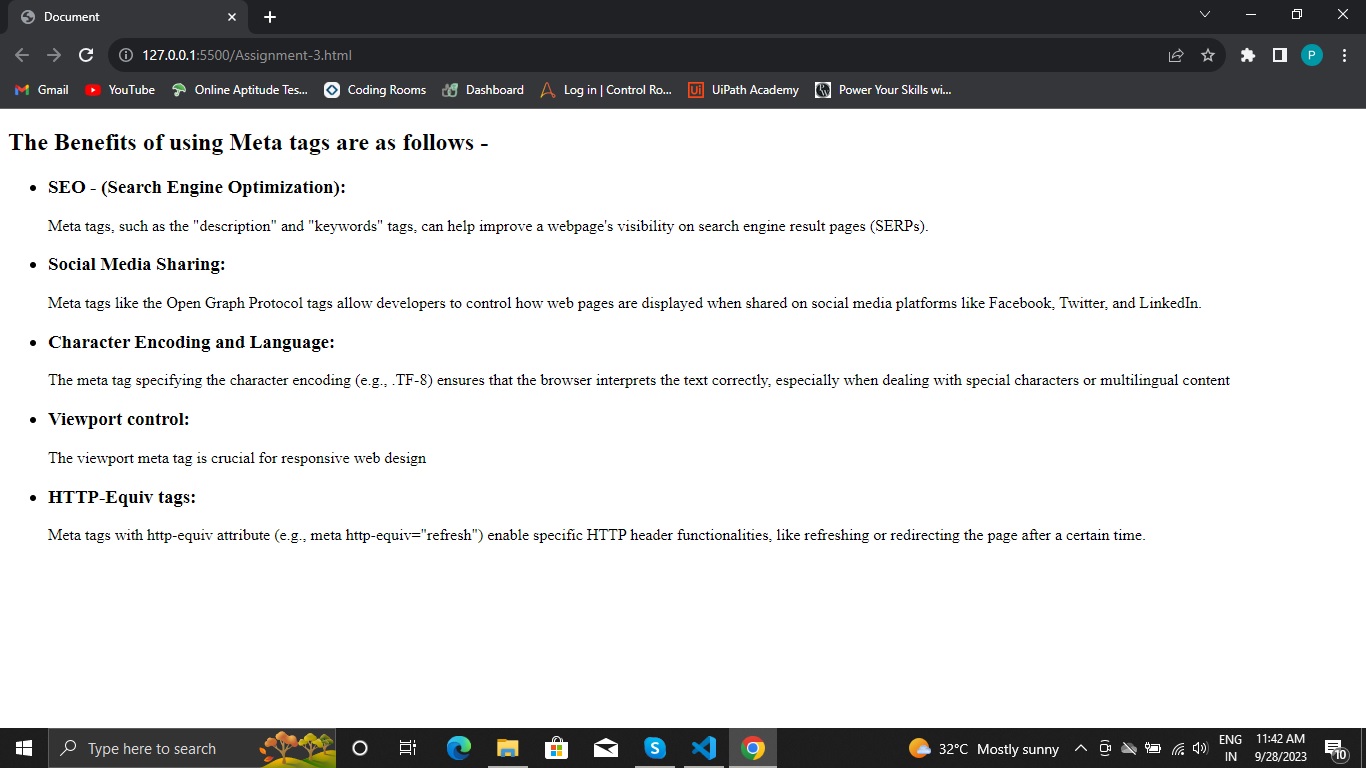 Document
127.0.0.1:5500/Assignment-3.html
P
Gmail YouTube Online Aptitude Tes... Coding Rooms Dashboard Log in | Control Ro... Ui UiPath Academy Power Your Skills wi...
The Benefits of using Meta tags are as follows -
• SEO - (Search Engine Optimization):
Meta tags, such as the "description" and "keywords" tags, can help improve a webpage's visibility on search engine result pages (SERPs).
• Social Media Sharing:
Meta tags like the Open Graph Protocol tags allow developers to control how web pages are displayed when shared on social media platforms like Facebook, Twitter, and LinkedIn.
• Character Encoding and Language:
The meta tag specifying the character encoding (e.g., .TF-8) ensures that the browser interprets the text correctly, especially when dealing with special characters or multilingual content
• Viewport control:
The viewport meta tag is crucial for responsive web design
• HTTP-Equiv tags:
Meta tags with http-equiv attribute (e.g., meta http-equiv="refresh") enable specific HTTP header functionalities, like refreshing or redirecting the page after a certain time.
Type here to search
S
32°C Mostly sunny
ENG
IN
11:42 AM
9/28/2023
10